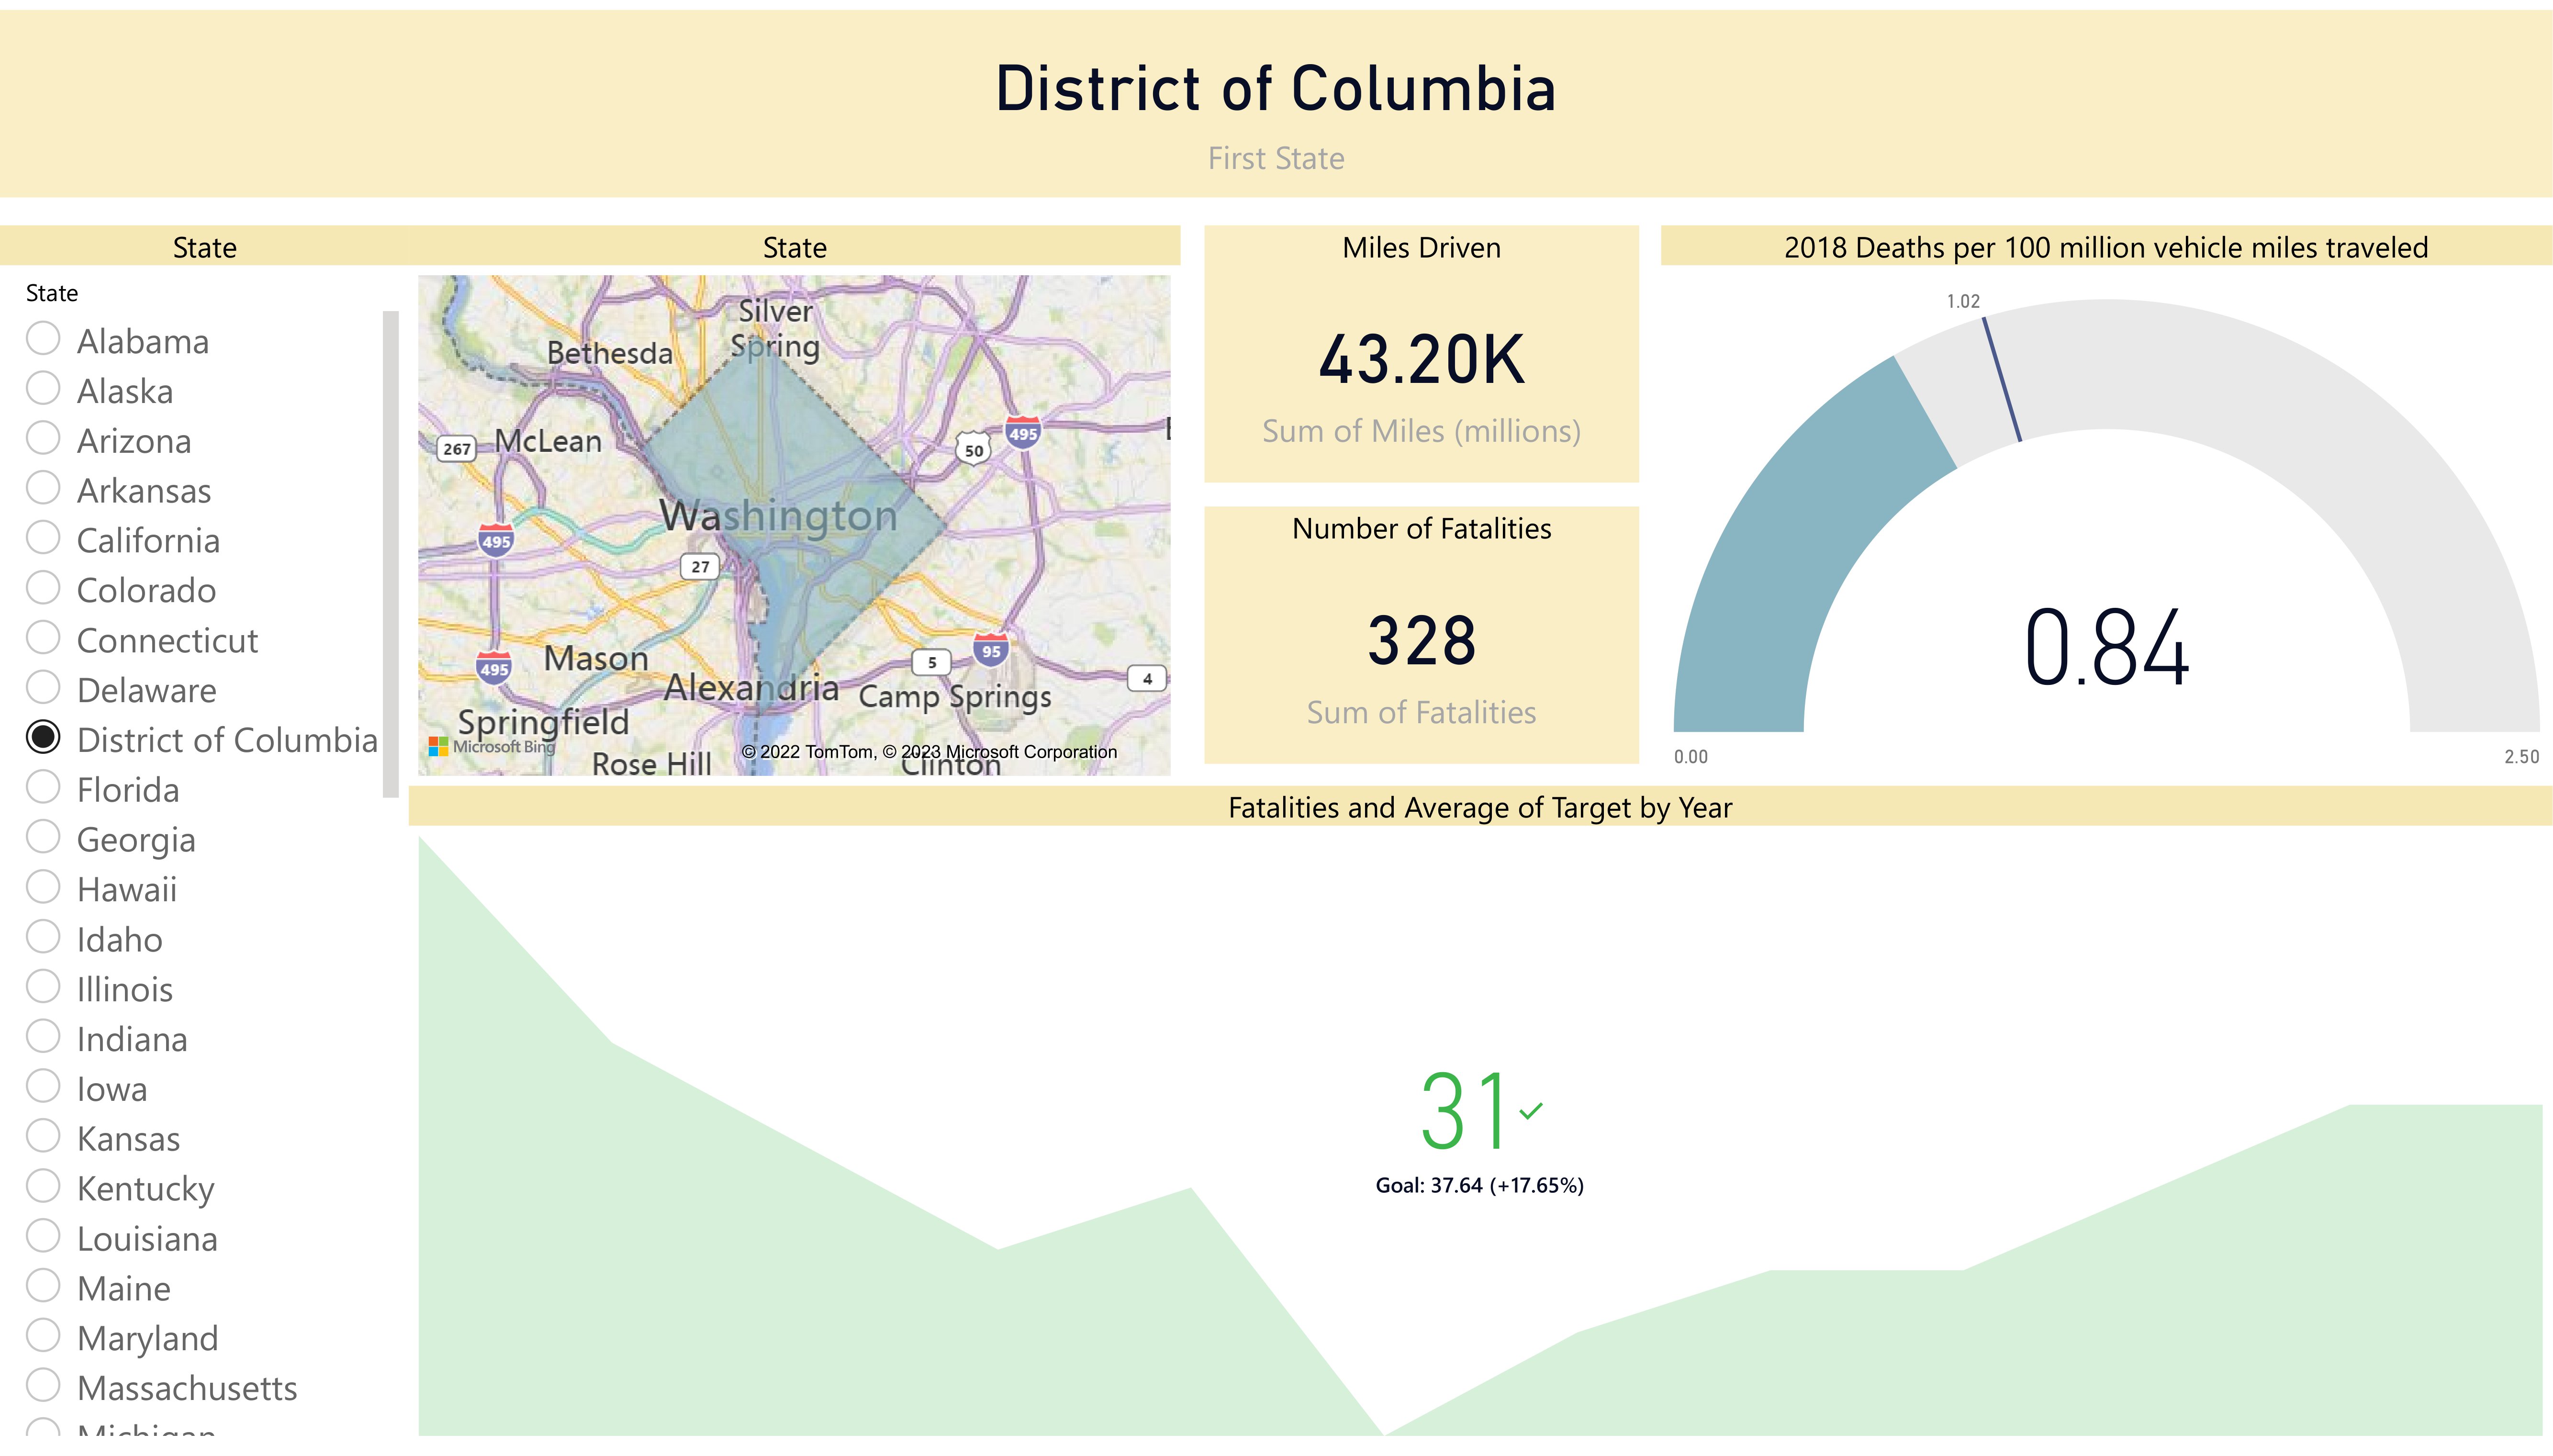 District of Columbia
First State
State
State
Miles Driven
2018 Deaths per 100 million vehicle miles traveled
State
Alabama
Alaska
Arizona
Arkansas
California
Colorado
Connecticut
Delaware
District of Columbia
Florida
Georgia
Hawaii
Idaho
Illinois
Indiana
Iowa
Kansas
Kentucky
Louisiana
Maine
Maryland
Massachusetts
Michigan
Silver
Spring
Bethesda
495
267
McLean
50
Washington
495
27
95
495
Mason
5
4
Alexandria
Camp Springs
Springfield
Microsoft Bing
© 2022 TomTom, © 2023 Microsoft Corporation
Rose Hill
Clinton
43.20K
Sum of Miles (millions)
Number of Fatalities
328
Sum of Fatalities
1.02
0.84
0.00
2.50
Fatalities and Average of Target by Year
31
Goal: 37.64 (+17.65%)